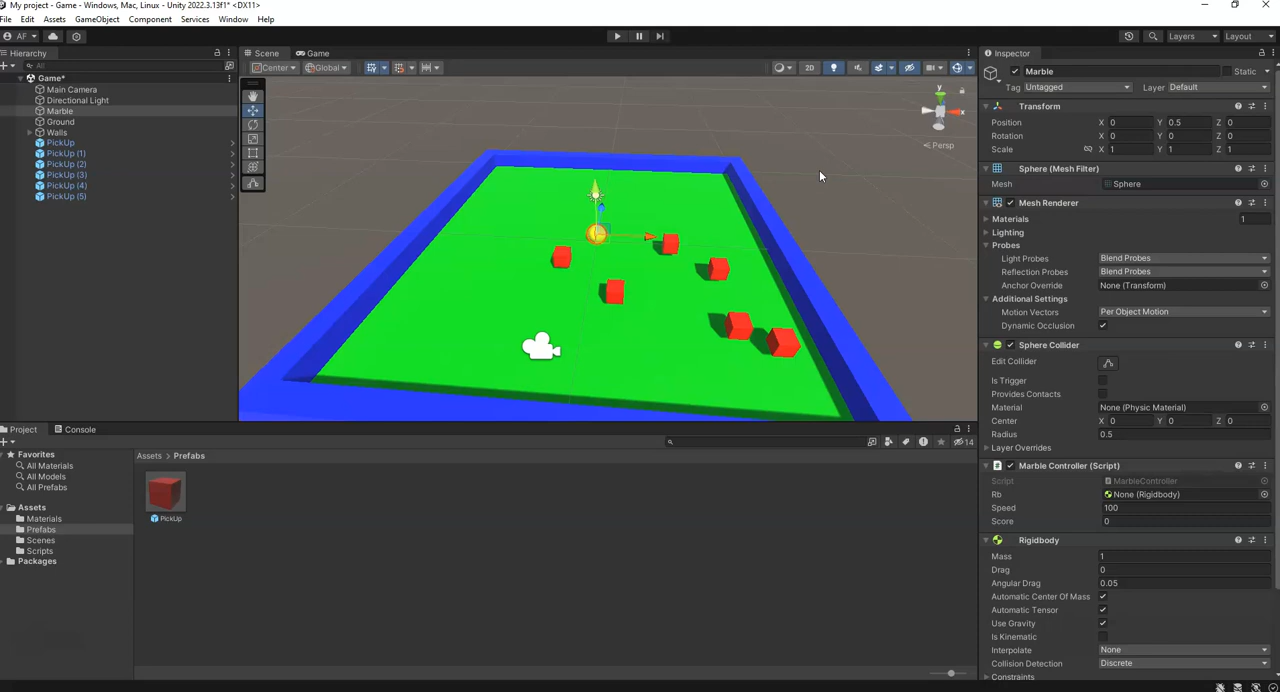 My project - Game - Windows, Mac, Linux - Unity 2022.3.13f1* <DX11>
File Edit Assets GameObject Component Services Window Help
AF Layers Layout
Hierarchy
All
Game*
Main Camera
Directional Light
Marble
Ground
Walls
PickUp
PickUp (1)
PickUp (2)
PickUp (3)
PickUp (4)
PickUp (5)
Scene Game
Center Global 2D
y
x
Persp
Inspector
Marble Static
Tag Untagged Layer Default
Transform
Position X 0 Y 0.5 Z 0
Rotation X 0 Y 0 Z 0
Scale X 1 Y 1 Z 1
Sphere (Mesh Filter)
Mesh Sphere
Mesh Renderer
Materials 1
Lighting
Probes
Light Probes Blend Probes
Reflection Probes Blend Probes
Anchor Override None (Transform)
Additional Settings
Motion Vectors Per Object Motion
Dynamic Occlusion
Sphere Collider
Edit Collider
Is Trigger
Provides Contacts
Material None (Physic Material)
Center X 0 Y 0 Z 0
Radius 0.5
Layer Overrides
Marble Controller (Script)
Script MarbleController
Rb None (Rigidbody)
Speed 100
Score 0
Rigidbody
Mass 1
Drag 0
Angular Drag 0.05
Automatic Center Of Mass
Automatic Tensor
Use Gravity
Is Kinematic
Interpolate None
Collision Detection Discrete
Constraints
Project Console
14
Favorites
All Materials
All Models
All Prefabs
Assets
Materials
Prefabs
Scenes
Scripts
Packages
Assets > Prefabs
PickUp